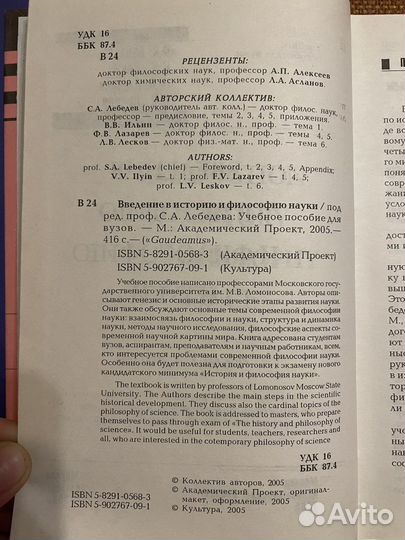 УДК 16
ББК 87.4
В 24
РЕЦЕНЗЕНТЫ:
доктор философских наук, профессор А.П. Алексеев
доктор химических наук, профессор Л.А. Асланов
АВТОРСКИЙ КОЛЛЕКТИВ:
С.А. Лебедев (руководитель авт. колл.) — доктор филос. наук,
профессор — предисловие, темы 2, 3, 4, 5, приложения.
В.В. Ильин — доктор филос. н., проф. — тема 1.
Ф.В. Лазарев — доктор филос. н., проф. — темы 4, 5.
Л.В. Лесков — доктор физ.-мат. н., проф. — тема 6.
AUTHORS:
prof. S.A. Lebedev (chief) — Foreword, t. 2, 3, 4, 5, Appendix;
V.V. Ilyin — t. 1; prof. F.V. Lazarev — t. 4, 5;
prof. L.V. Leskov — t. 6.
В 24 Введение в историю и философию науки / под
ред. проф. С.А. Лебедева: Учебное пособие для
вузов. — М.: Академический Проект, 2005.—
416 с.— («Gaudeamus»).
ISBN 5-8291-0568-3 (Академический Проект)
ISBN 5-902767-09-1 (Культура)
Учебное пособие написано профессорами Московского государственного
университета им. М.В. Ломоносова. Авторы опи-
сывают генезис и основные исторические этапы развития науки.
Они также обсуждают основные темы современной философии
науки: взаимосвязь философии и науки, структура и динамика
науки, методы научного исследования, философские аспекты со-
временной научной картины мира. Книга адресована студентам
вузов, аспирантам, преподавателям и научным работникам, всем,
кто интересуется проблемами современной философии науки.
Особенно она будет полезна для подготовки к экзамену нового
кандидатского минимума «История и философия науки».
The textbook is written by professors of Lomonosov Moscow State
University. The Authors describe the main steps in the scientific
historical development. They discuss also the cardinal topics of the
philosophy of science. The book is addressed to masters, who prepare
themselves to pass through exam of «The history and philosophy of
science». It would be useful for students, teachers, researchers and
all, who are interested in the cotemporary philosophy of science
УДК 16
ББК 87.4
© Коллектив авторов, 2005
© Академический Проект, оригинал-
макет, оформление, 2005
© Культура, 2005
ISBN 5-8291-0568-3
ISBN 5-902767-09-1
Avito